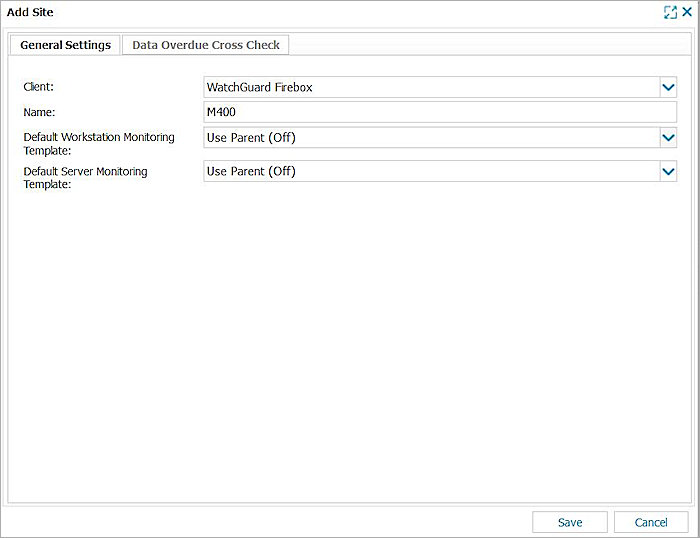 Add Site
General Settings
Data Overdue Cross Check
Client:
WatchGuard Firebox
Name:
M400
Default Workstation Monitoring
Template:
Use Parent (Off)
Default Server Monitoring
Template:
Use Parent (Off)
Save
Cancel